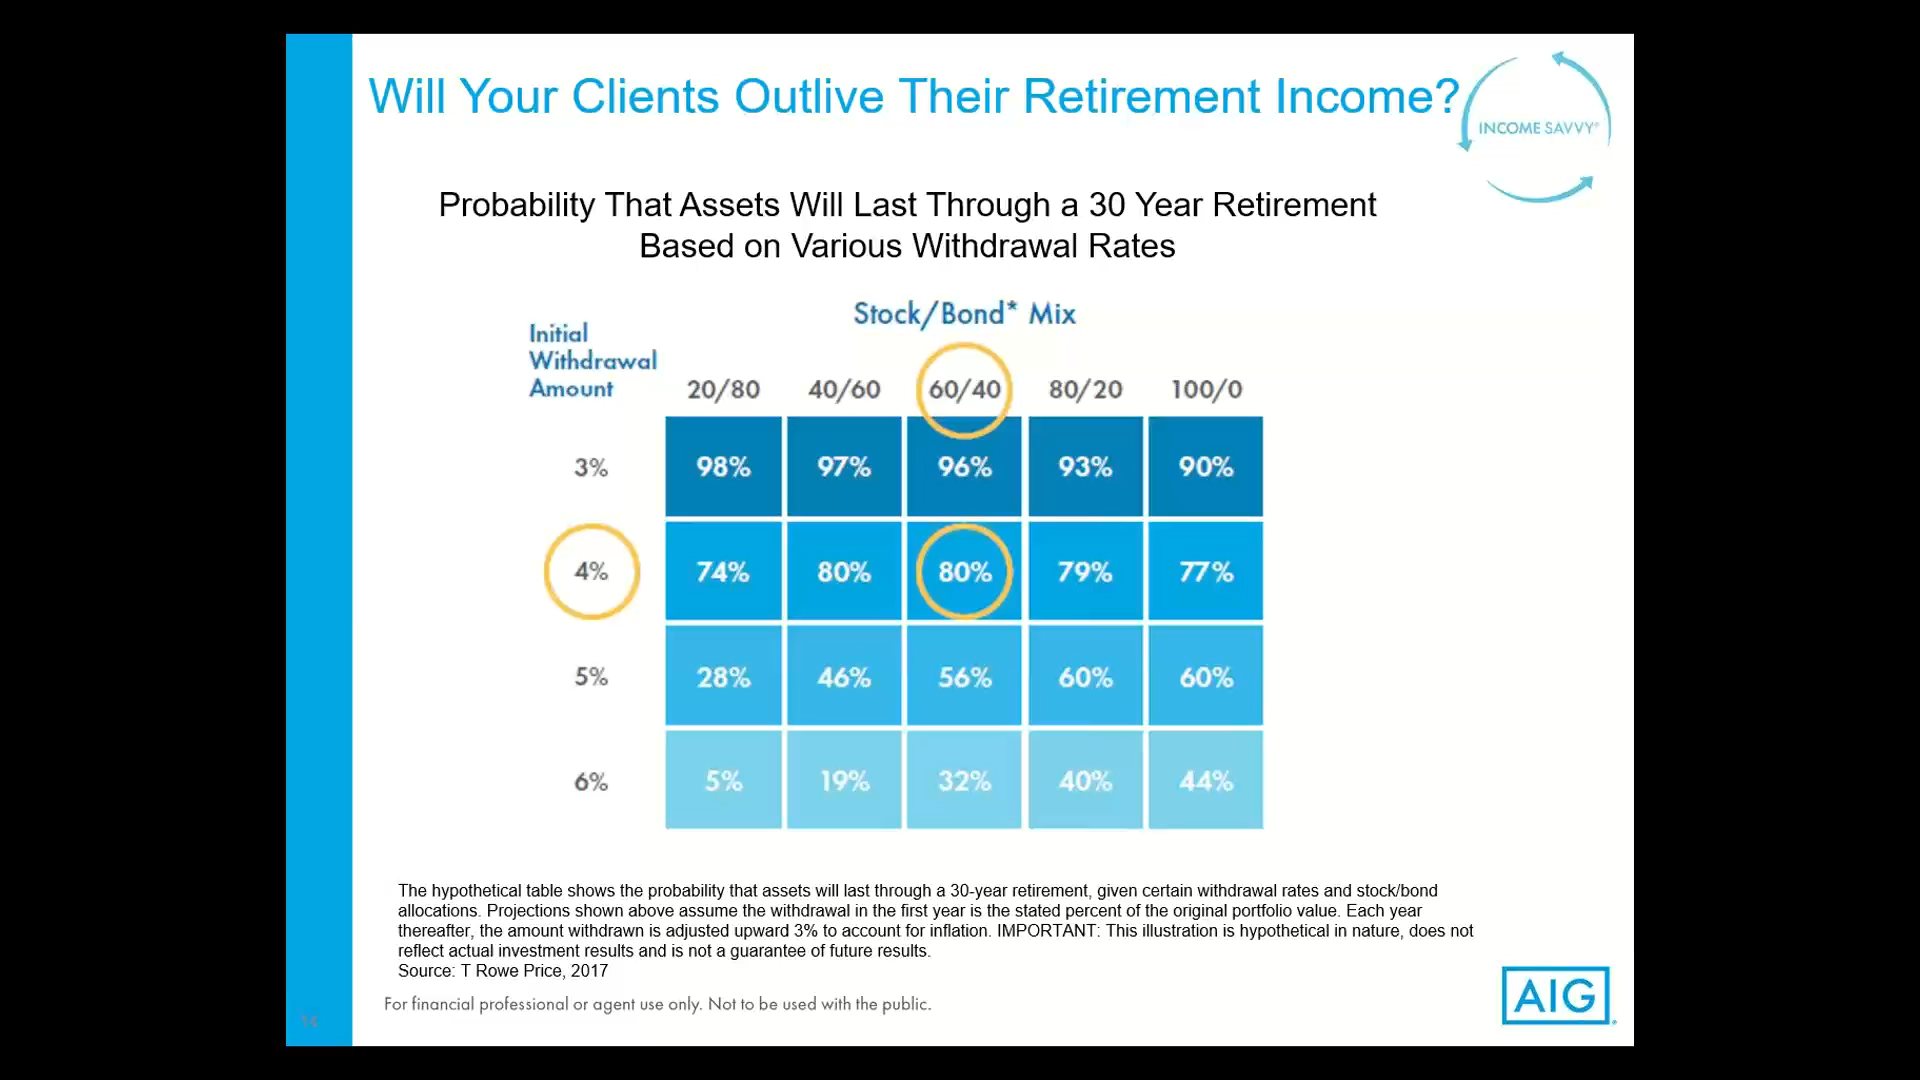 Will Your Clients Outlive Their Retirement Income?
INCOME SAVVY®
Probability That Assets Will Last Through a 30 Year Retirement
Based on Various Withdrawal Rates
Stock/Bond* Mix
Initial
Withdrawal
Amount
20/80 40/60 60/40 80/20 100/0
3% 98% 97% 96% 93% 90%
4% 74% 80% 80% 79% 77%
5% 28% 46% 56% 60% 60%
6% 5% 19% 32% 40% 44%
The hypothetical table shows the probability that assets will last through a 30-year retirement, given certain withdrawal rates and stock/bond
allocations. Projections shown above assume the withdrawal in the first year is the stated percent of the original portfolio value. Each year
thereafter, the amount withdrawn is adjusted upward 3% to account for inflation. IMPORTANT: This illustration is hypothetical in nature, does not
reflect actual investment results and is not a guarantee of future results.
Source: T Rowe Price, 2017
For financial professional or agent use only. Not to be used with the public.
14
AIG